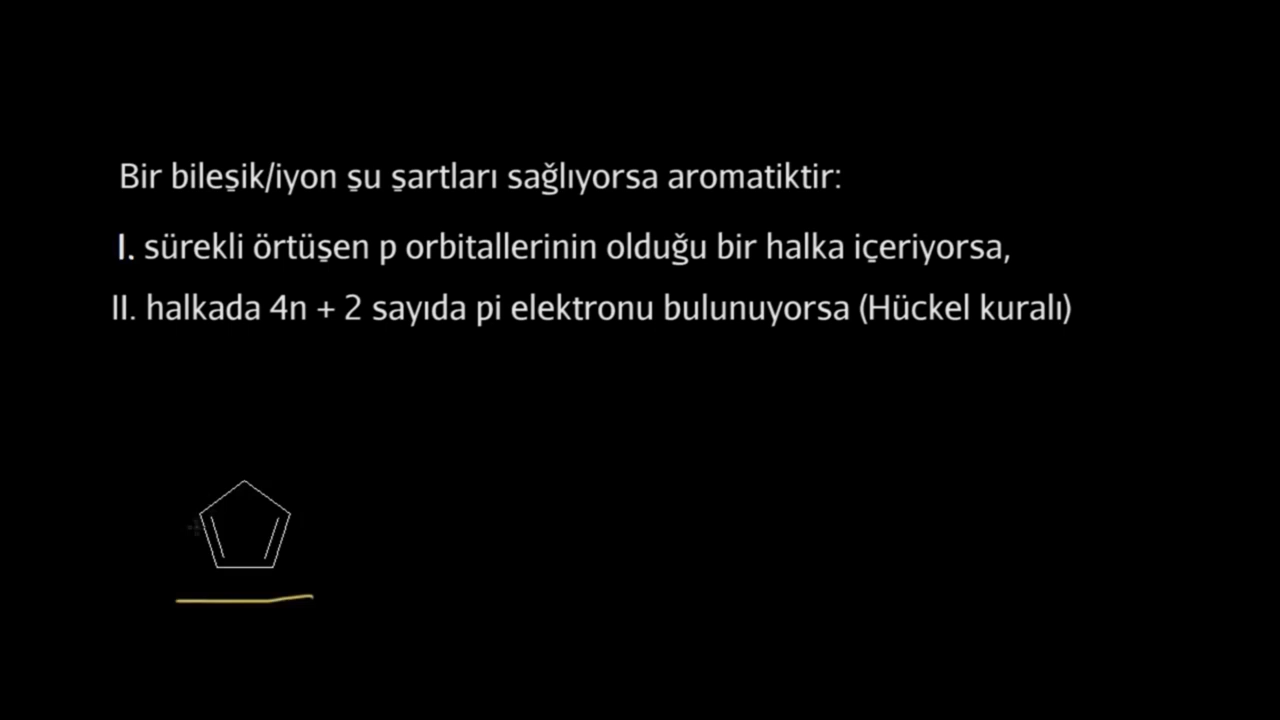 Bir bileşik/iyon şu şartları sağlıyorsa aromatiktir:
I. sürekli örtüşen p orbitallerinin olduğu bir halka içeriyorsa,
II. halkada 4n + 2 sayıda pi elektronu bulunuyorsa (Hückel kuralı)